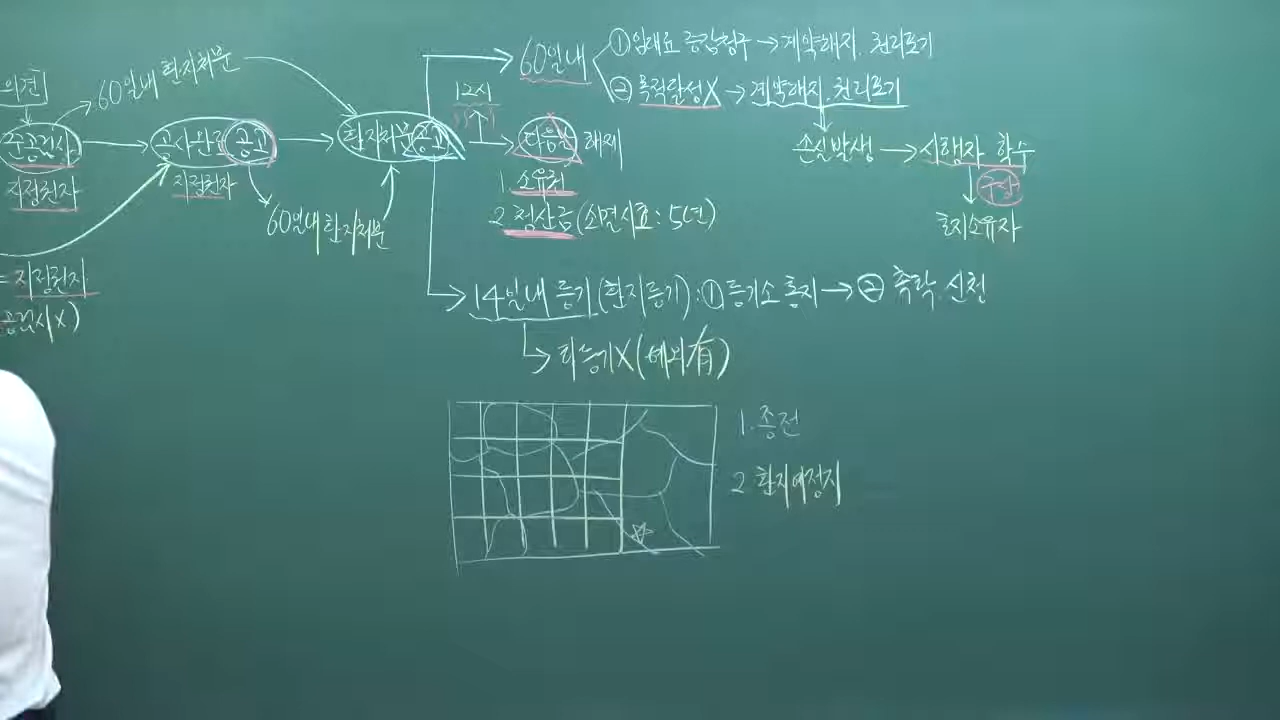 의견
60일내 환지처분
준공검사
지정권자
공사완료 공고
지정권자
60일내 환지처분
= 지정권자
공검사X)
환지처분 공고
12시
다음날
해제
1. 소유권
2. 청산금(소멸시효: 5년)
60일내
① 임대료 증감청구 → 계약해지. 권리포기
② 목적달성X → 계약해지. 권리포기
손실발생 → 시행자
구상
토지소유자
14일내 등기(환지등기): ① 등기소 통지 → ② 촉탁. 신청
타등기X(예외有)
1. 종전
2. 환지예정지